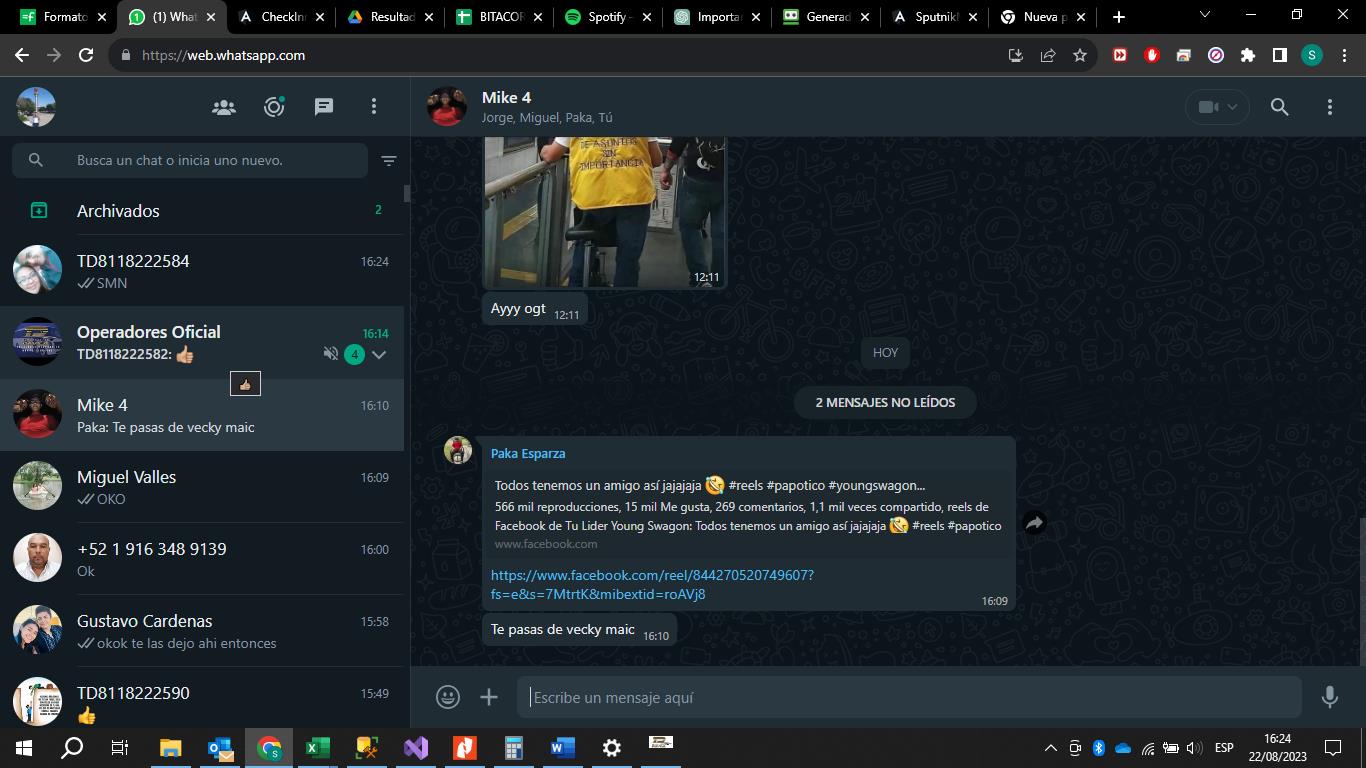 Formato
(1) What
CheckInn
Resultad
BITACOR
Spotify –
Importar
Generad
Sputnik
Nueva p
https://web.whatsapp.com
S
Busca un chat o inicia uno nuevo.
Archivados
2
TD8118222584
16:24
SMN
Operadores Oficial
16:14
TD8118222582: 👍🏼
4
👍🏼
Mike 4
16:10
Paka: Te pasas de vecky maic
Miguel Valles
16:09
OKO
+52 1 916 348 9139
16:00
Ok
Gustavo Cardenas
15:58
okok te las dejo ahi entonces
TD8118222590
15:49
👍
Mike 4
Jorge, Miguel, Paka, Tú
DE ASUNTOS
SIN
IMPORTANCIA
12:11
Ayyy ogt
12:11
HOY
2 MENSAJES NO LEÍDOS
Paka Esparza
Todos tenemos un amigo así jajajaja 🤣 #reels #papotico #youngswagon...
566 mil reproducciones, 15 mil Me gusta, 269 comentarios, 1,1 mil veces compartido, reels de
Facebook de Tu Lider Young Swagon: Todos tenemos un amigo así jajajaja 🤣 #reels #papotico
www.facebook.com
https://www.facebook.com/reel/844270520749607?
fs=e&s=7MtrtK&mibextid=roAVj8
16:09
Te pasas de vecky maic
16:10
Escribe un mensaje aquí
ESP
16:24
22/08/2023